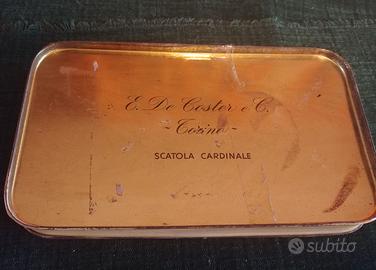 E. De Coster e C.
- Torino -
SCATOLA CARDINALE
subito